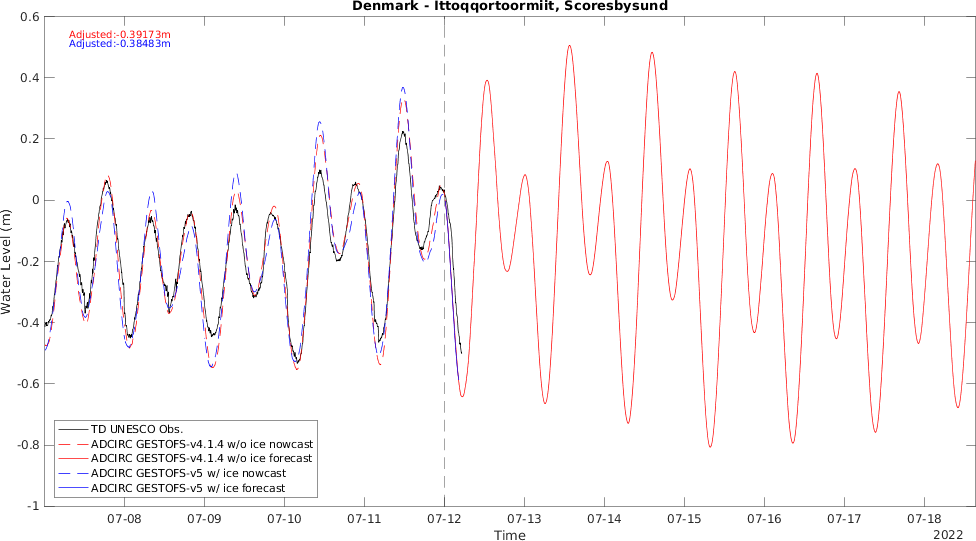 Denmark - Ittoqqortoormiit, Scoresbysund
Adjusted:-0.39173m
Adjusted:-0.38483m
0.6
0.4
0.2
0
-0.2
-0.4
-0.6
-0.8
-1
Water Level (m)
TD UNESCO Obs.
ADCIRC GESTOFS-v4.1.4 w/o ice nowcast
ADCIRC GESTOFS-v4.1.4 w/o ice forecast
ADCIRC GESTOFS-v5 w/ ice nowcast
ADCIRC GESTOFS-v5 w/ ice forecast
07-08 07-09 07-10 07-11 07-12 07-13 07-14 07-15 07-16 07-17 07-18
Time
2022